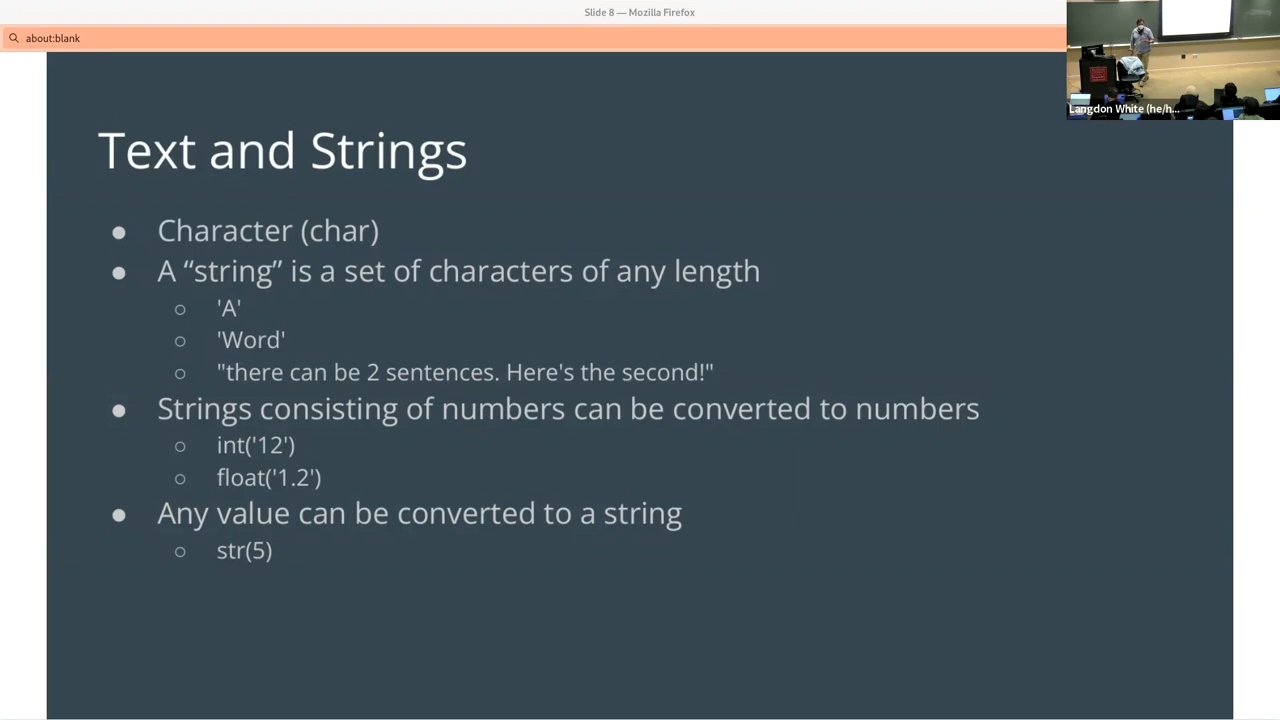 Slide 8 — Mozilla Firefox
about:blank
Langdon White (he/h...
Text and Strings
● Character (char)
● A “string” is a set of characters of any length
○ 'A'
○ 'Word'
○ "there can be 2 sentences. Here's the second!"
● Strings consisting of numbers can be converted to numbers
○ int('12')
○ float('1.2')
● Any value can be converted to a string
○ str(5)